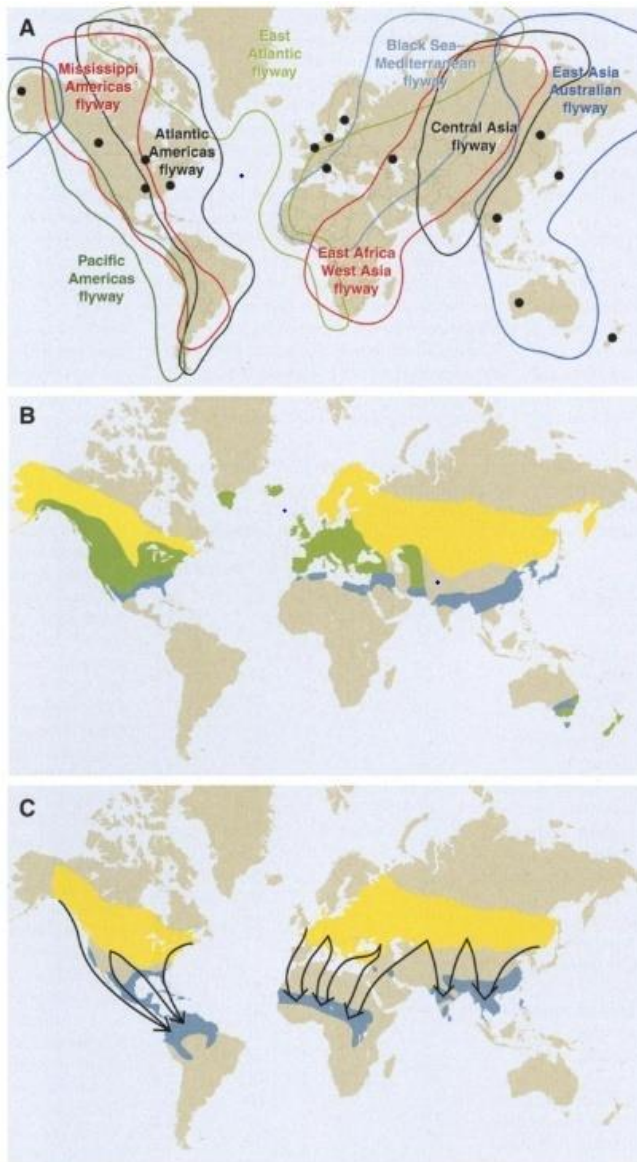 A
East
Atlantic
flyway
Black Sea–
Mediterranean
flyway
Mississippi
Americas
flyway
East Asia
Australian
flyway
Atlantic
Americas
flyway
Central Asia
flyway
East Africa
West Asia
flyway
Pacific
Americas
flyway
B
C